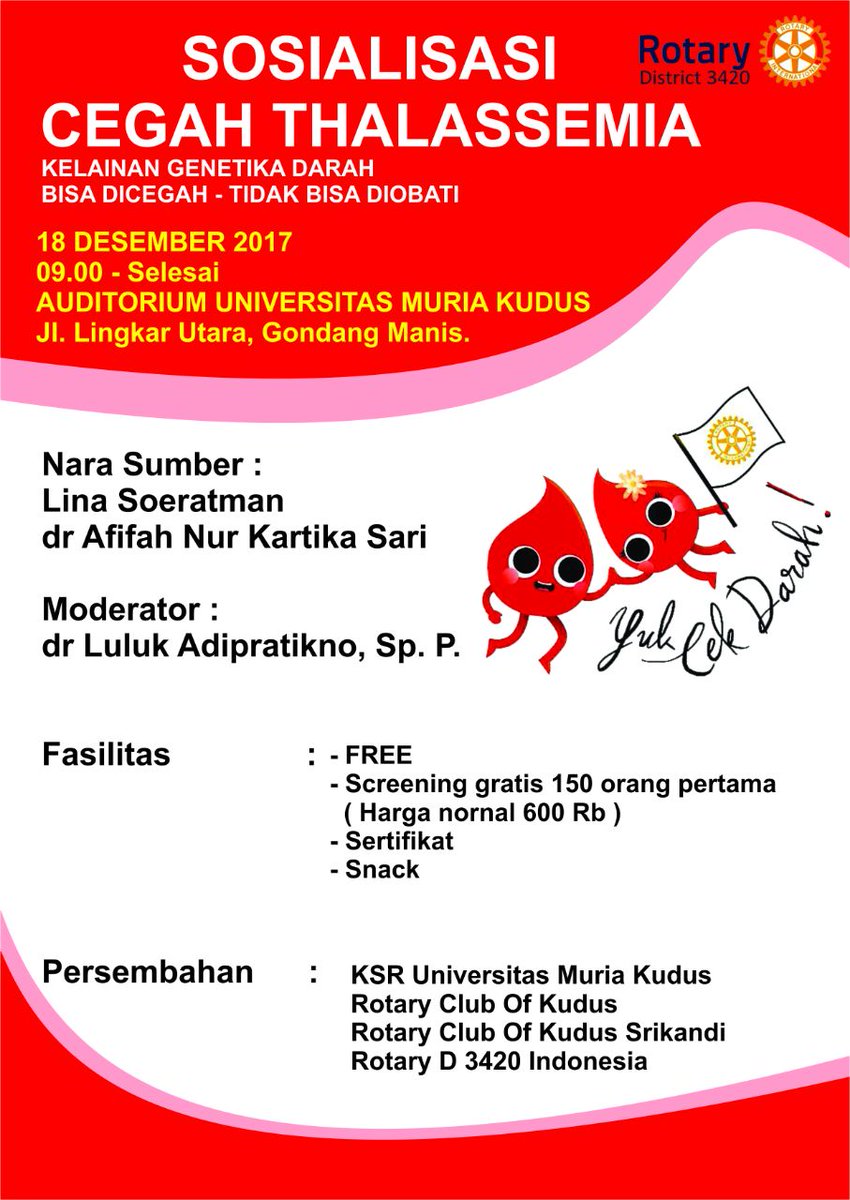 SOSIALISASI
CEGAH THALASSEMIA
Rotary
District 3420
ROTARY
INTERNATIONAL
KELAINAN GENETIKA DARAH
BISA DICEGAH - TIDAK BISA DIOBATI
18 DESEMBER 2017
09.00 - Selesai
AUDITORIUM UNIVERSITAS MURIA KUDUS
Jl. Lingkar Utara, Gondang Manis.
Nara Sumber :
Lina Soeratman
dr Afifah Nur Kartika Sari
Moderator :
dr Luluk Adipratikno, Sp. P.
Yuk Cek Darah!
Fasilitas : - FREE
- Screening gratis 150 orang pertama
( Harga nornal 600 Rb )
- Sertifikat
- Snack
Persembahan : KSR Universitas Muria Kudus
Rotary Club Of Kudus
Rotary Club Of Kudus Srikandi
Rotary D 3420 Indonesia